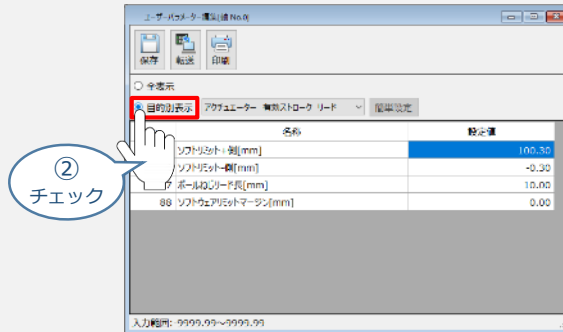 ユーザーパラメーター編集[軸 No.0]
保存 転送 印刷
全表示
目的別表示 アクチュエーター 有効ストローク リード 簡単設定
名称 設定値
ソフトリミット+側[mm] 100.30
ソフトリミット-側[mm] -0.30
7 ボールねじリード長[mm] 10.00
88 ソフトウェアリミットマージン[mm] 0.00
②
チェック
入力範囲: -9999.99~9999.99